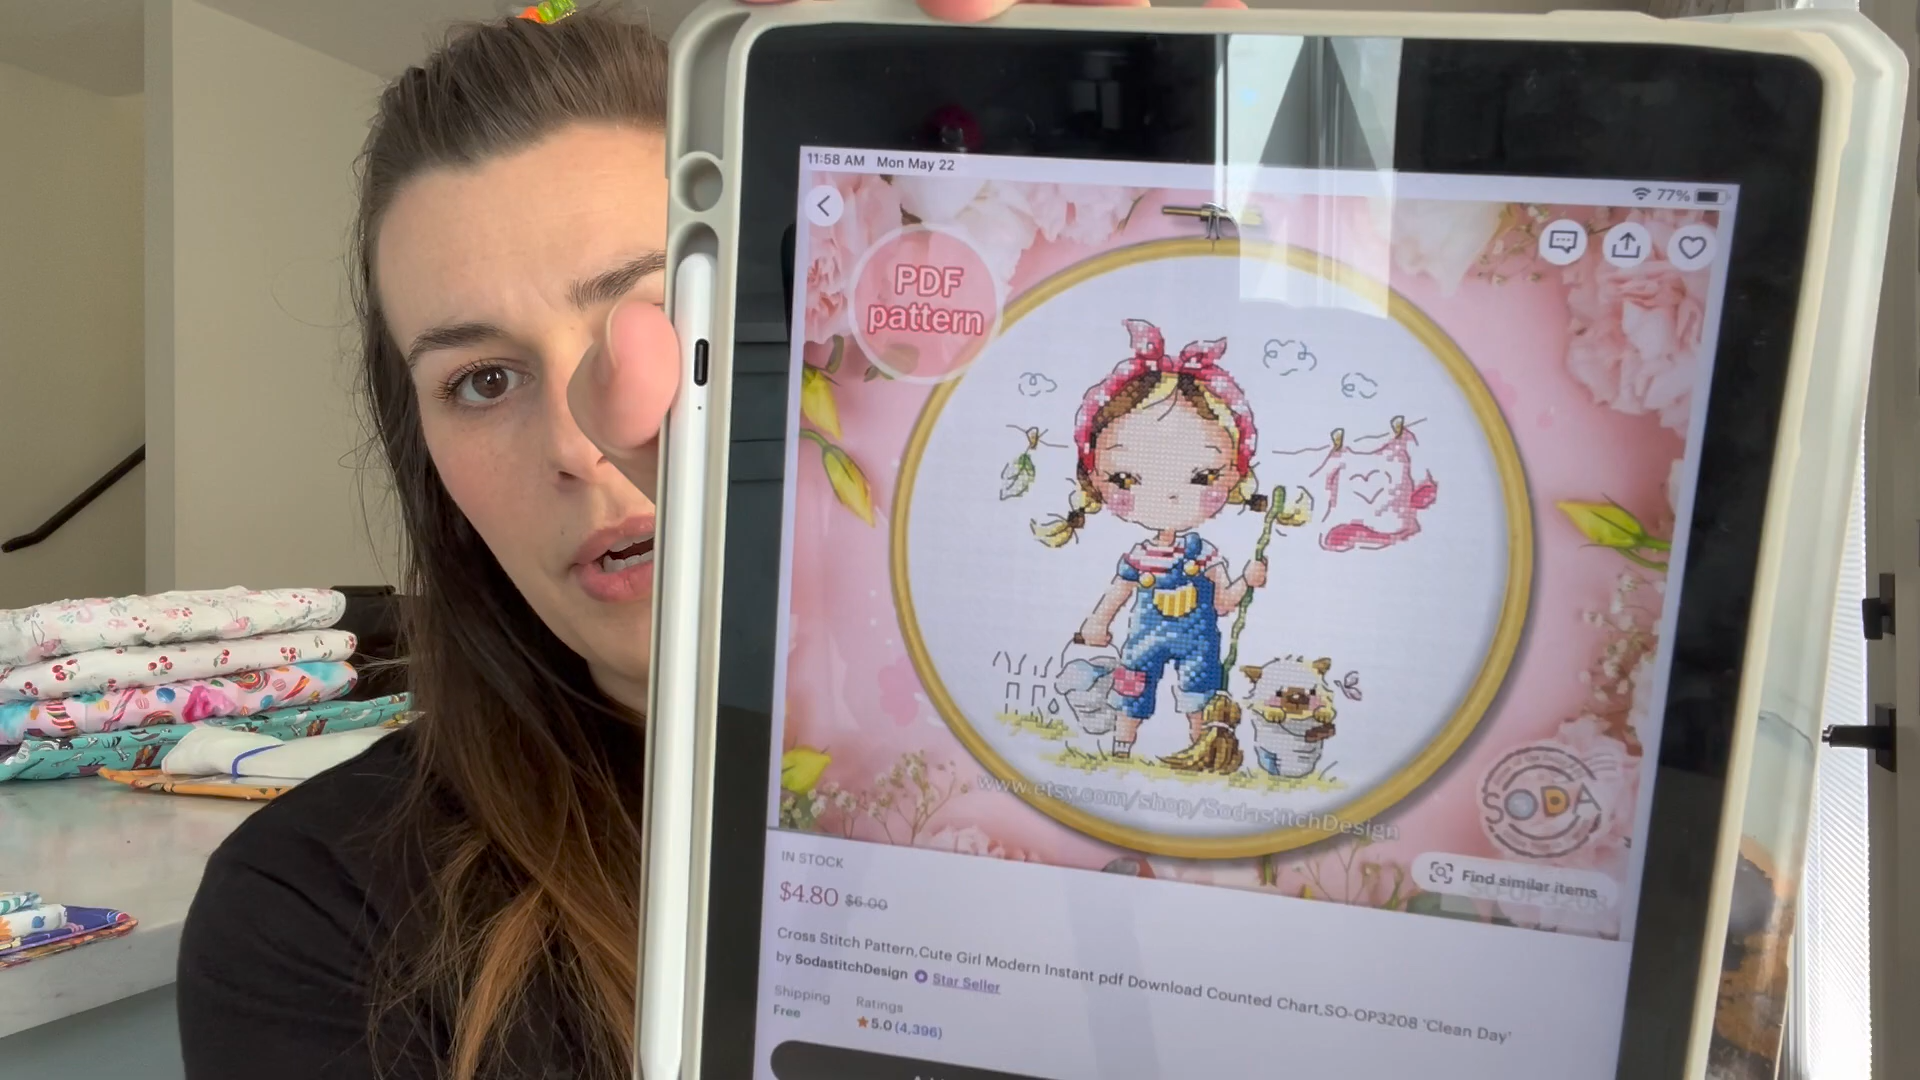 11:58 AM Mon May 22
77%
PDF
pattern
www.etsy.com/shop/SodastitchDesign
SODA
Find similar items
IN STOCK
$4.80 $6.00
Cross Stitch Pattern,Cute Girl Modern Instant pdf Download Counted Chart,SO-OP3208 'Clean Day'
by SodastitchDesign Star Seller
Shipping Ratings
Free 5.0 (4,396)